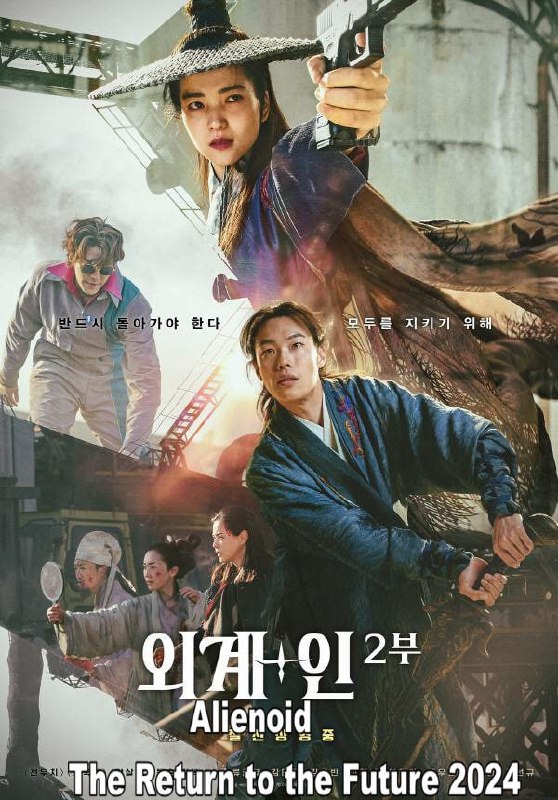 반드시 돌아가야 한다
모두를 지키기 위해
외계+인 2부
Alienoid
The Return to the Future 2024